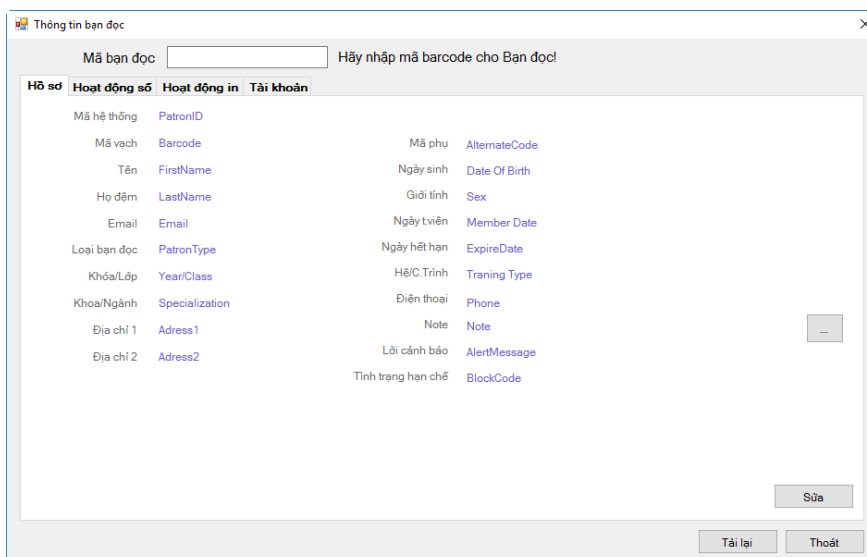 Thông tin bạn đọc
Mã bạn đọc Hãy nhập mã barcode cho Bạn đọc!
Hồ sơ Hoạt động số Hoạt động in Tài khoản
Mã hệ thống PatronID
Mã vạch Barcode Mã phụ AlternateCode
Tên FirstName Ngày sinh Date Of Birth
Họ đệm LastName Giới tính Sex
Email Email Ngày t.viên Member Date
Loại bạn đọc PatronType Ngày hết hạn ExpireDate
Khóa/Lớp Year/Class Hệ/C.Trình Traning Type
Khoa/Ngành Specialization Điện thoại Phone
Địa chỉ 1 Adress1 Note Note
...
Địa chỉ 2 Adress2 Lời cảnh báo AlertMessage
Tình trạng hạn chế BlockCode
Sửa
Tải lại Thoát